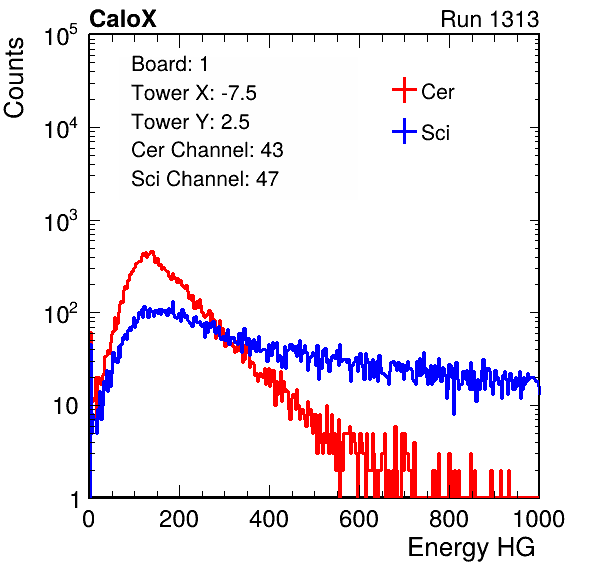 CaloX Run 1313
Counts
Board: 1
Tower X: -7.5
Tower Y: 2.5
Cer Channel: 43
Sci Channel: 47
Cer
Sci
10^5
10^4
10^3
10^2
10
1
0 200 400 600 800 1000
Energy HG